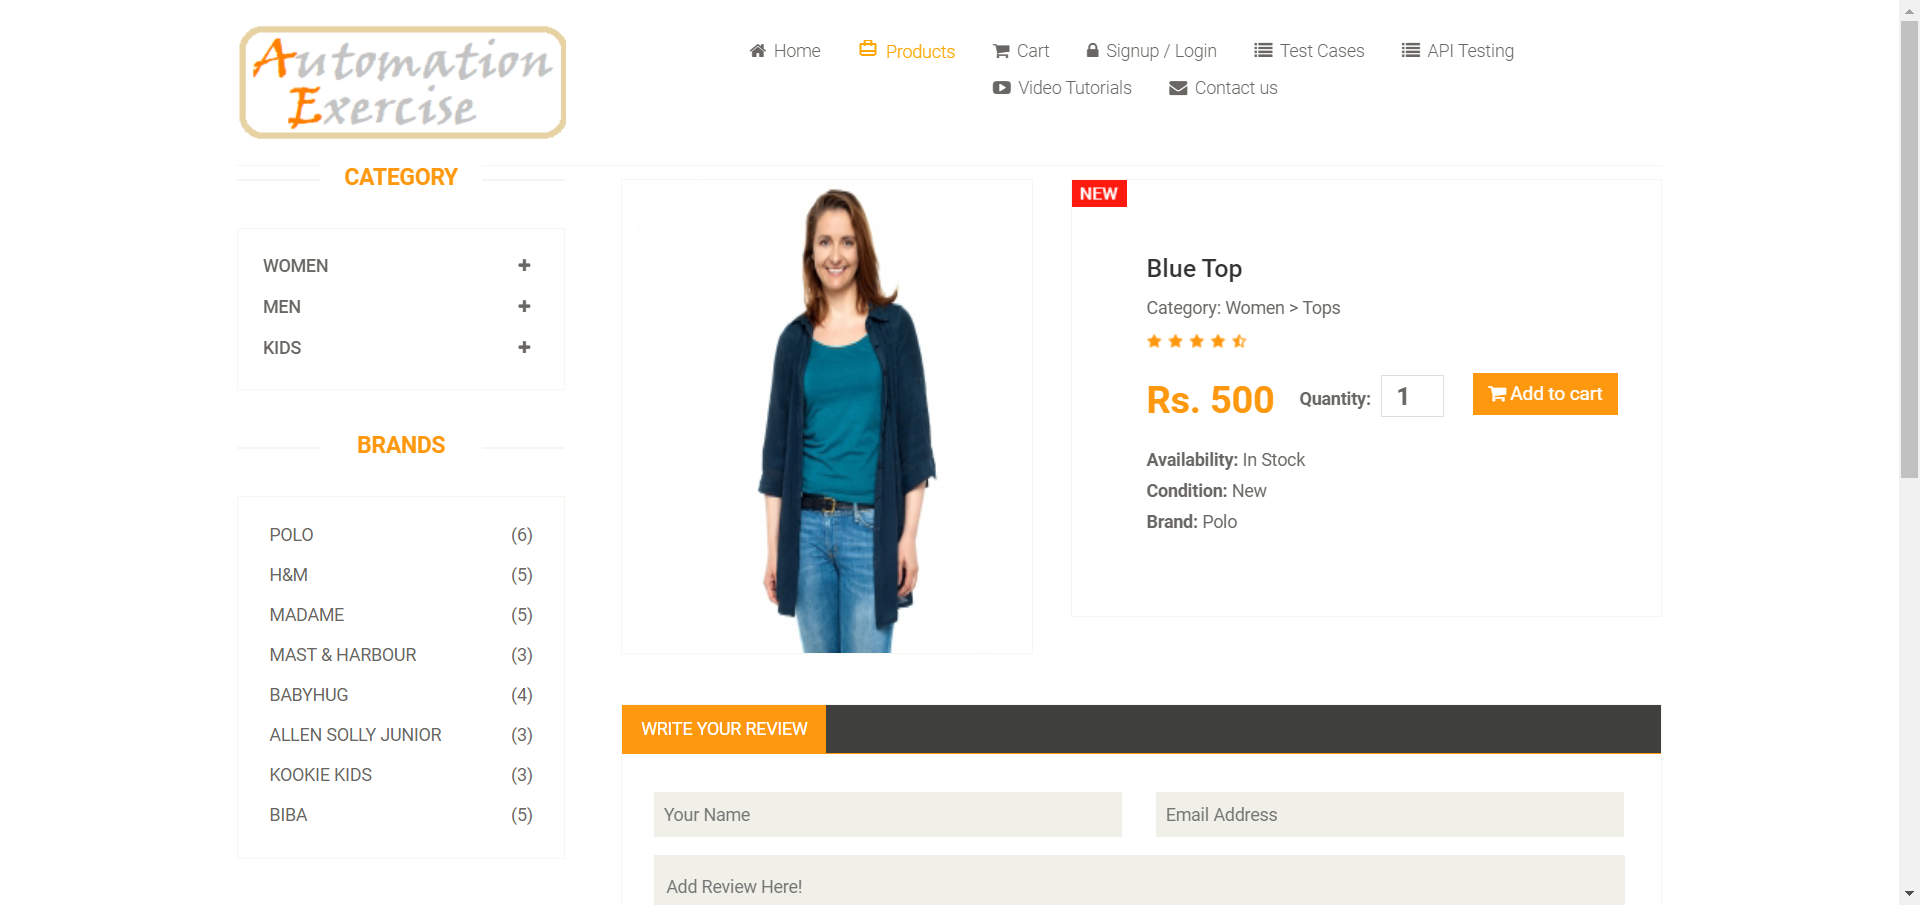 Automation
Exercise
Home
Products
Cart
Signup / Login
Test Cases
API Testing
Video Tutorials
Contact us
CATEGORY
WOMEN
MEN
KIDS
BRANDS
POLO (6)
H&M (5)
MADAME (5)
MAST & HARBOUR (3)
BABYHUG (4)
ALLEN SOLLY JUNIOR (3)
KOOKIE KIDS (3)
BIBA (5)
NEW
Blue Top
Category: Women > Tops
Rs. 500 Quantity: 1 Add to cart
Availability: In Stock
Condition: New
Brand: Polo
WRITE YOUR REVIEW
Your Name
Email Address
Add Review Here!